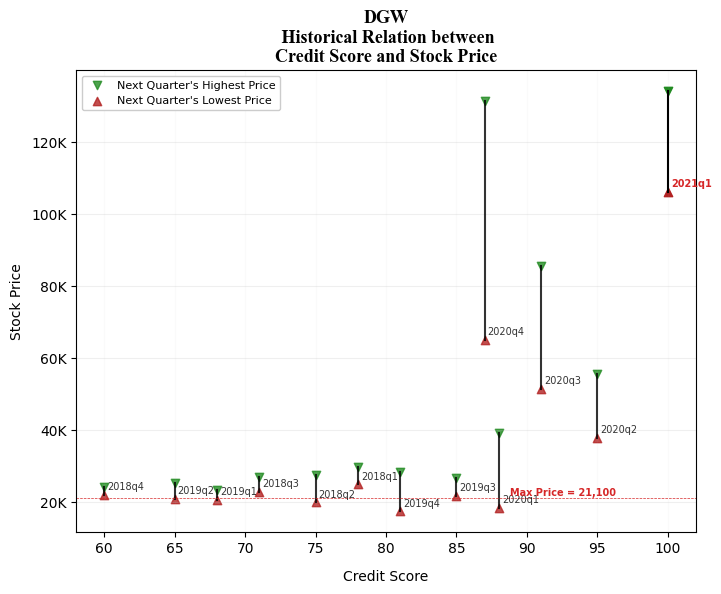 DGW
Historical Relation between
Credit Score and Stock Price
Next Quarter's Highest Price
Next Quarter's Lowest Price
120K
100K
80K
60K
40K
20K
Stock Price
2021q1
2020q4
2020q3
2020q2
2018q4
2019q2
2019q1
2018q3
2018q2
2018q1
2019q4
2019q3
Max Price = 21,100
2020q1
60
65
70
75
80
85
90
95
100
Credit Score